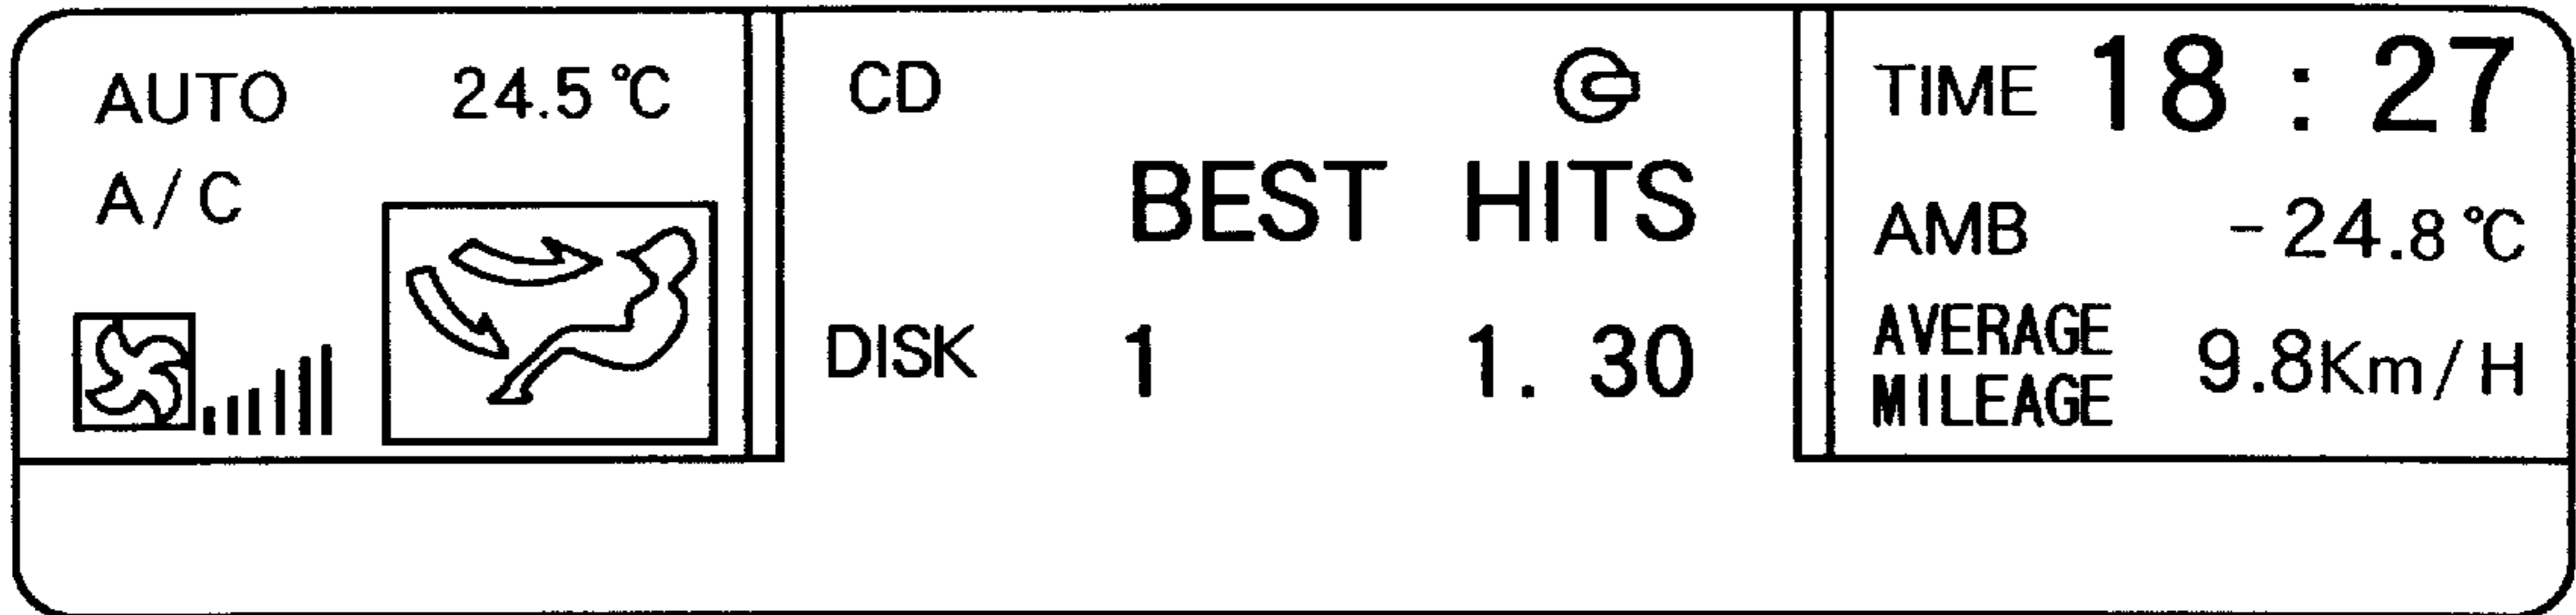 AUTO 24.5℃
A/C
CD
BEST HITS
DISK 1 1. 30
TIME 18 : 27
AMB -24.8℃
AVERAGE
MILEAGE 9.8Km/H